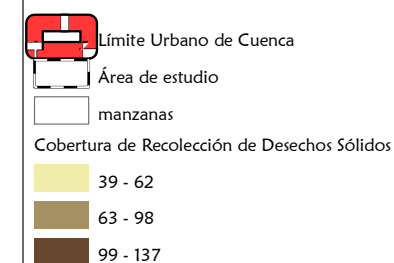 Límite Urbano de Cuenca
Área de estudio
manzanas
Cobertura de Recolección de Desechos Sólidos
39 - 62
63 - 98
99 - 137